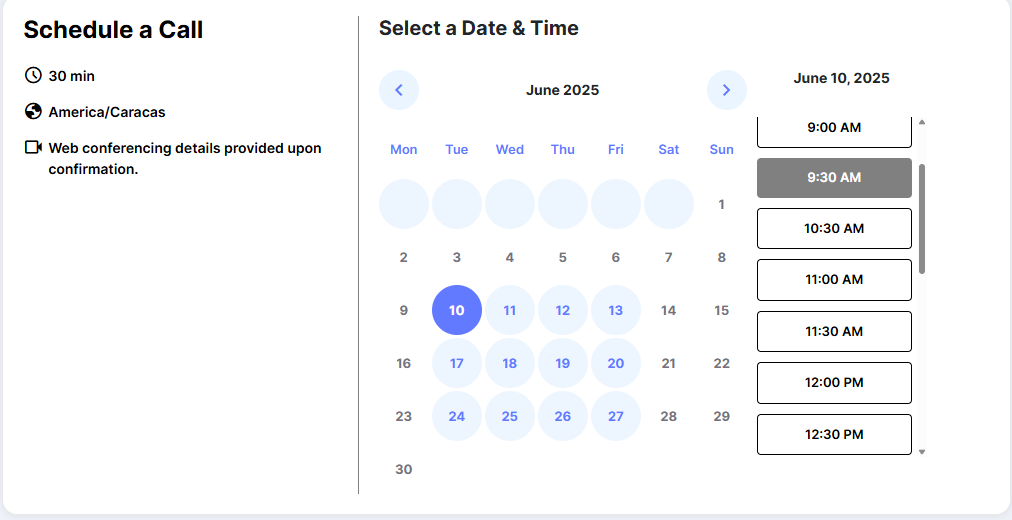 Schedule a Call
30 min
America/Caracas
Web conferencing details provided upon
confirmation.
Select a Date & Time
June 2025
Mon Tue Wed Thu Fri Sat Sun
1
2 3 4 5 6 7 8
9 10 11 12 13 14 15
16 17 18 19 20 21 22
23 24 25 26 27 28 29
30
June 10, 2025
9:00 AM
9:30 AM
10:30 AM
11:00 AM
11:30 AM
12:00 PM
12:30 PM